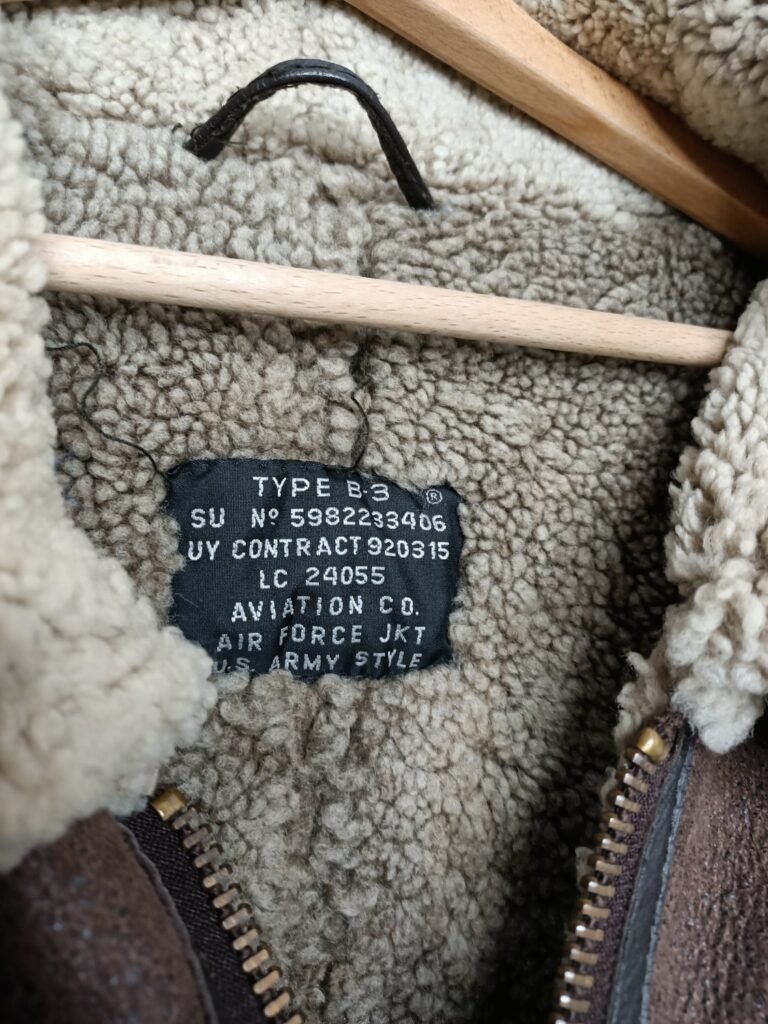 TYPE B-3 ®
SU Nº 5982233406
UY CONTRACT 920315
LC 24055
AVIATION CO.
AIR FORCE JKT
U.S. ARMY STYLE